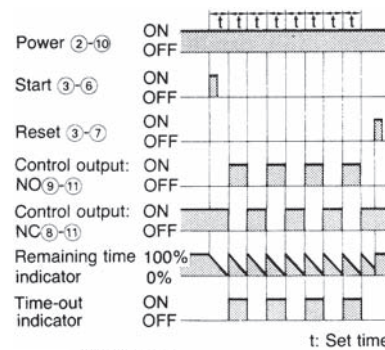 t t t t t t t t
Power ②-⑩ ON
OFF
Start ③-⑥ ON
OFF
Reset ③-⑦ ON
OFF
Control output: ON
NO⑨-⑪ OFF
Control output: ON
NC⑧-⑪ OFF
Remaining time 100%
indicator 0%
Time-out ON
indicator OFF
t: Set time